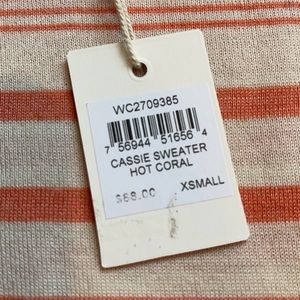 WC2709385
7 56944 51656 4
CASSIE SWEATER
HOT CORAL
$68.00 XSMALL